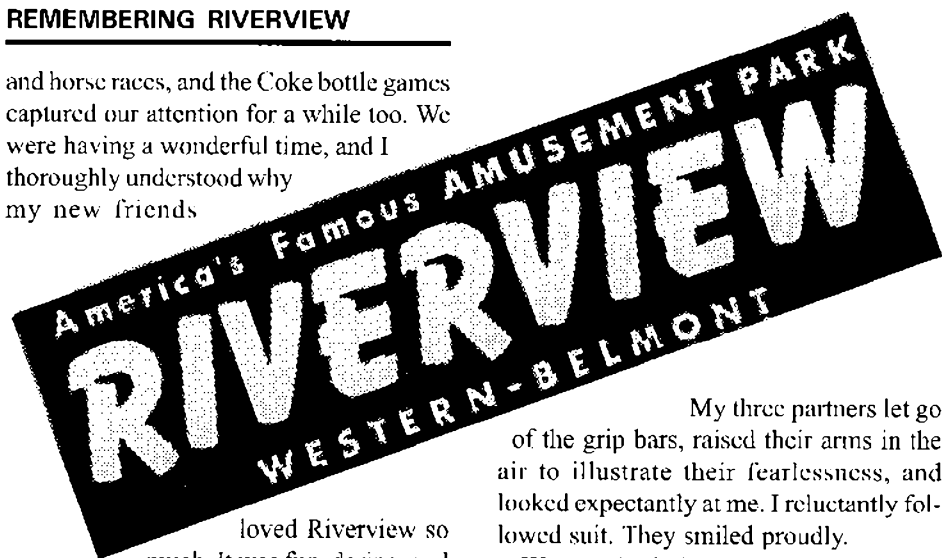 REMEMBERING RIVERVIEW
and horse races, and the Coke bottle games
captured our attention for a while too. We
were having a wonderful time, and I
thoroughly understood why
my new friends
America's Famous AMUSEMENT PARK
RIVERVIEW
WESTERN-BELMONT
loved Riverview so
My three partners let go
of the grip bars, raised their arms in the
air to illustrate their fearlessness, and
looked expectantly at me. I reluctantly fol-
lowed suit. They smiled proudly.